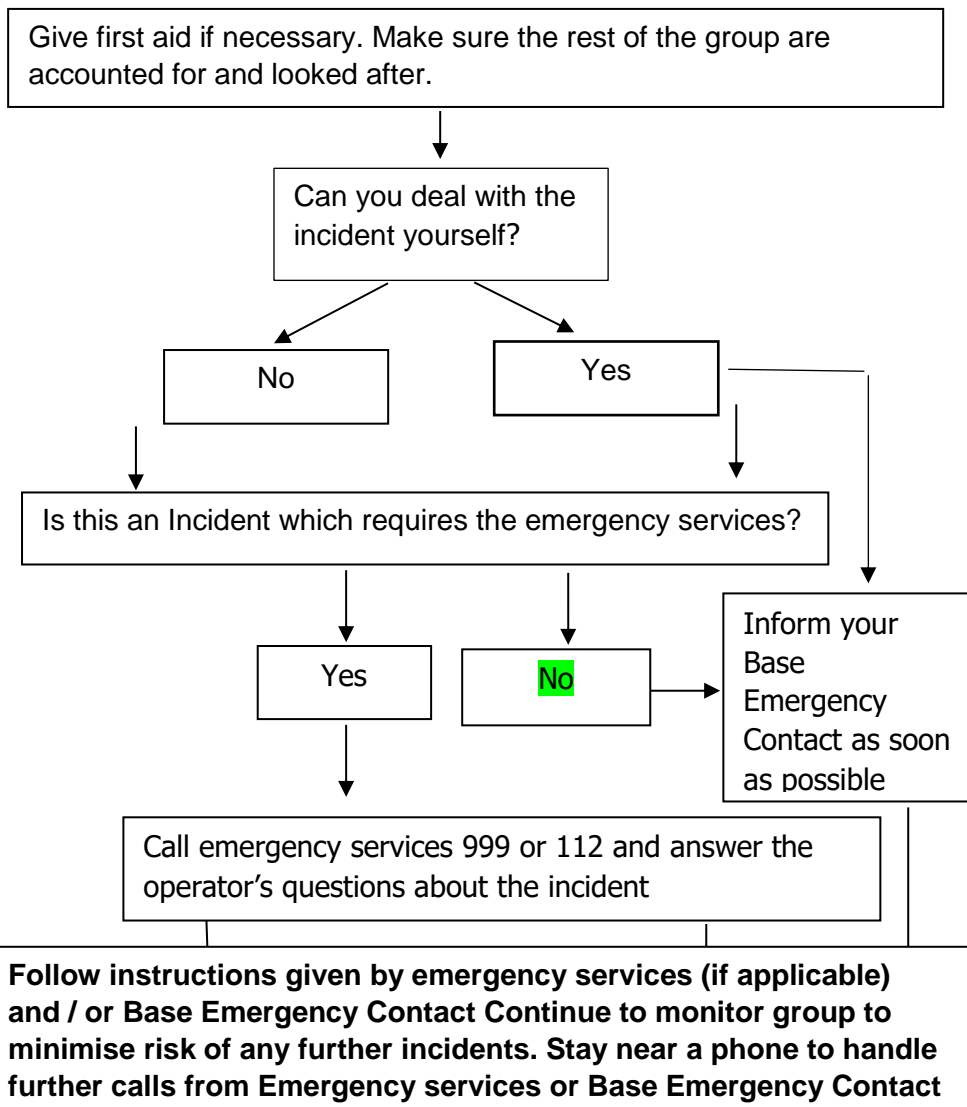 Give first aid if necessary. Make sure the rest of the group are
accounted for and looked after.
Can you deal with the
incident yourself?
No
Yes
Is this an Incident which requires the emergency services?
Yes
No
Inform your
Base
Emergency
Contact as soon
as possible
Call emergency services 999 or 112 and answer the
operator’s questions about the incident
Follow instructions given by emergency services (if applicable)
and / or Base Emergency Contact Continue to monitor group to
minimise risk of any further incidents. Stay near a phone to handle
further calls from Emergency services or Base Emergency Contact